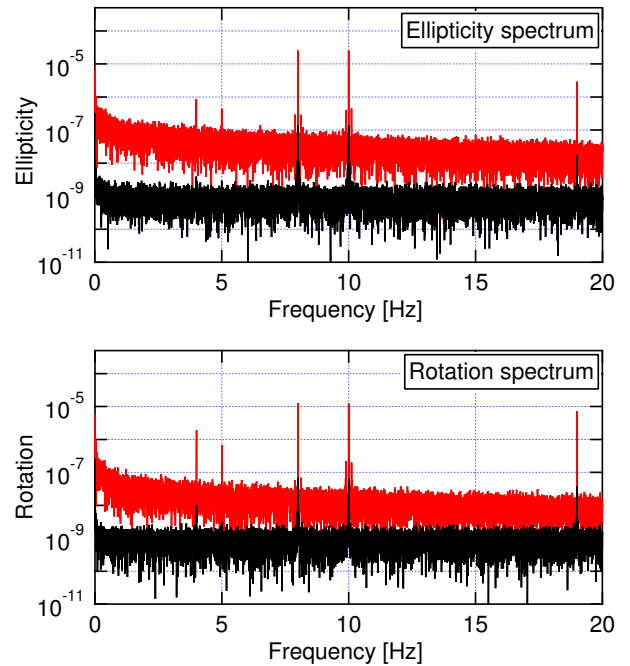 Ellipticity spectrum
Ellipticity
10^-5
10^-7
10^-9
10^-11
0 5 10 15 20
Frequency [Hz]
Rotation spectrum
Rotation
10^-5
10^-7
10^-9
10^-11
0 5 10 15 20
Frequency [Hz]